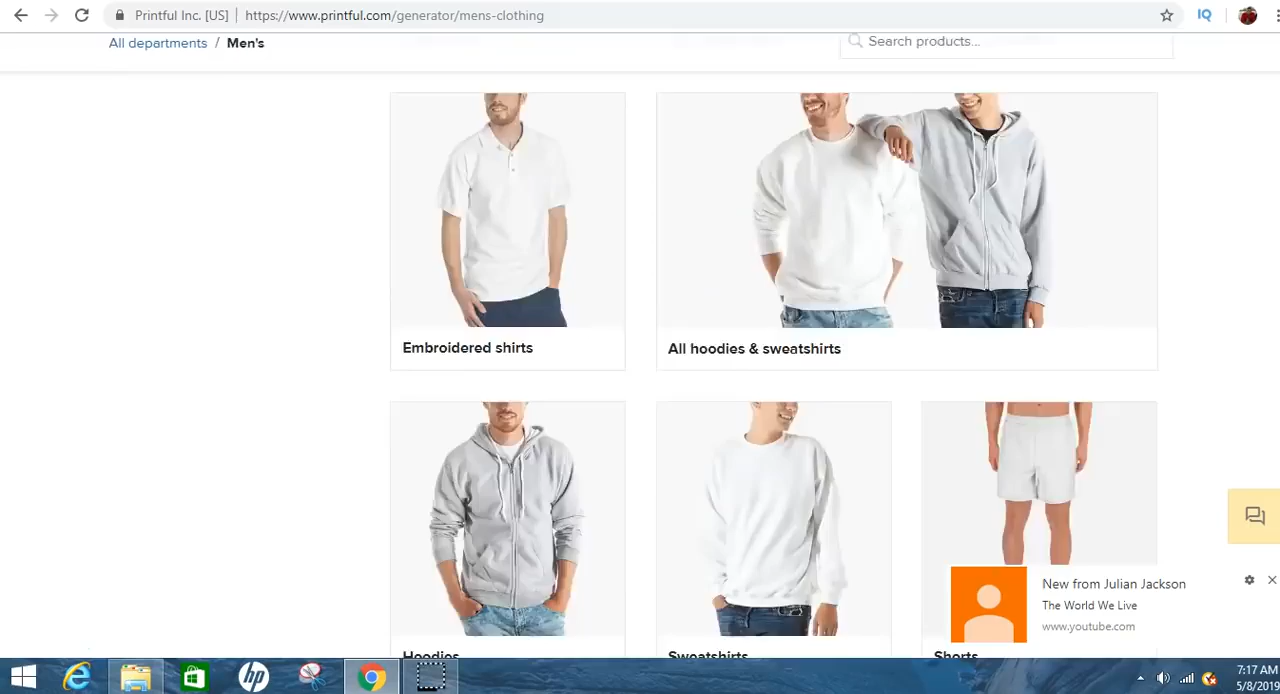 Printful Inc. [US] | https://www.printful.com/generator/mens-clothing
IQ
All departments / Men's
Search products...
Embroidered shirts
All hoodies & sweatshirts
Hoodies
Sweatshirts
Shorts
New from Julian Jackson
The World We Live
www.youtube.com
hp
7:17 AM
5/8/2019